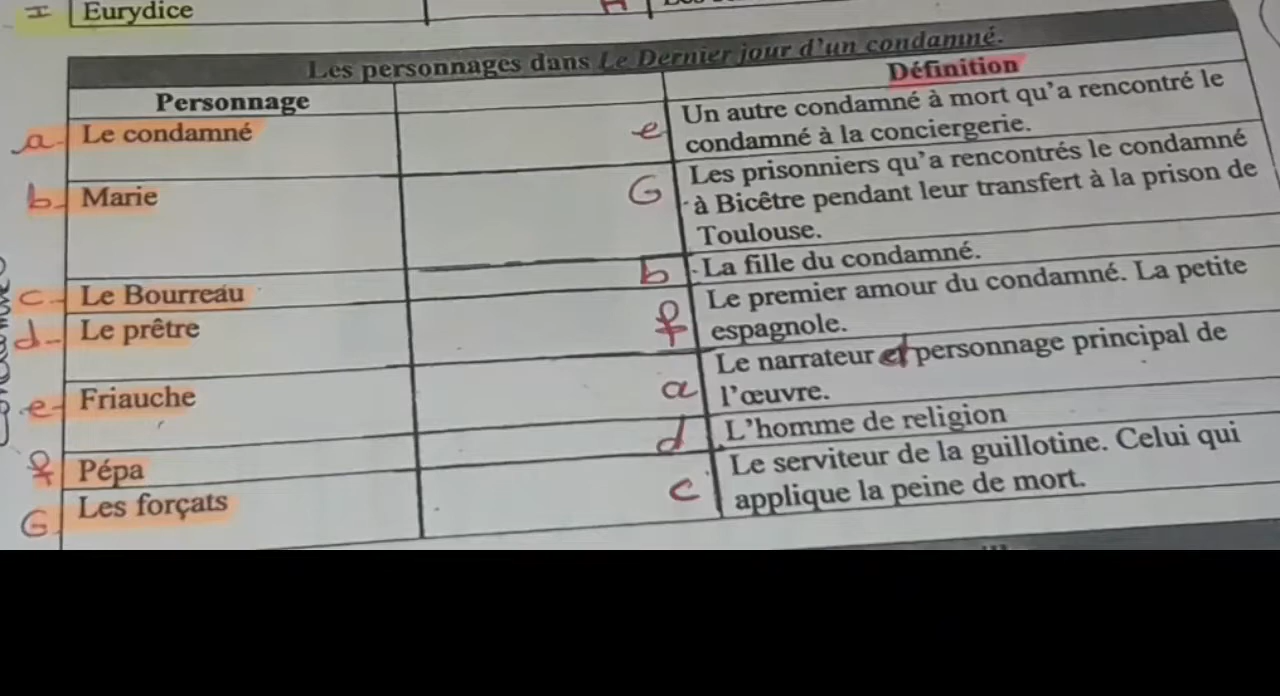 I Eurydice H
Les personnages dans Le Dernier jour d'un condamné.
Personnage Définition
a- Le condamné e Un autre condamné à mort qu'a rencontré le
condamné à la conciergerie.
b- Marie G Les prisonniers qu'a rencontrés le condamné
à Bicêtre pendant leur transfert à la prison de
Toulouse.
b La fille du condamné.
c- Le Bourreau f Le premier amour du condamné. La petite
espagnole.
d- Le prêtre a Le narrateur et personnage principal de
l'œuvre.
e- Friauche d L'homme de religion
f Pépa c Le serviteur de la guillotine. Celui qui
applique la peine de mort.
G Les forçats